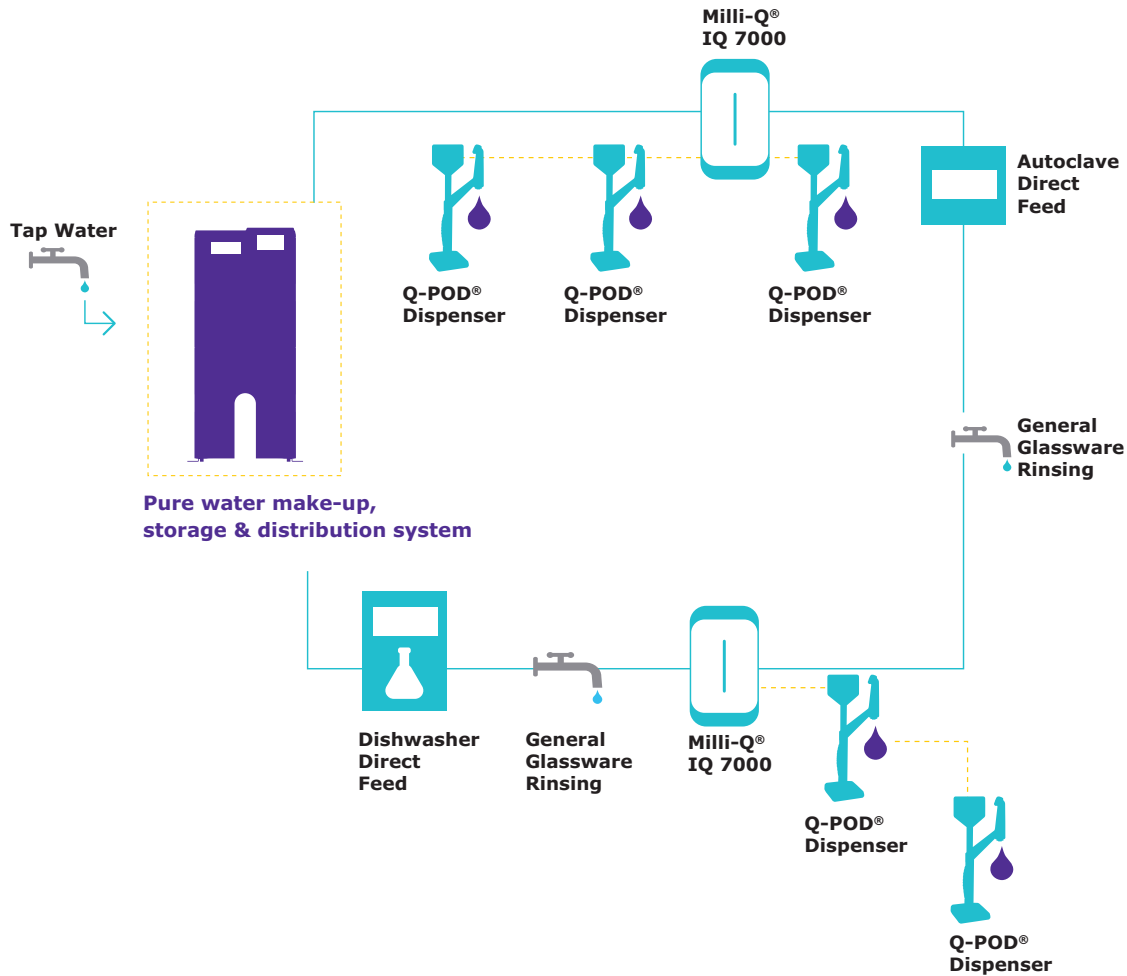 Milli-Q®
IQ 7000
Autoclave
Direct
Feed
Tap Water
Q-POD®
Dispenser
Q-POD®
Dispenser
Q-POD®
Dispenser
General
Glassware
Rinsing
Pure water make-up,
storage & distribution system
Dishwasher
Direct
Feed
General
Glassware
Rinsing
Milli-Q®
IQ 7000
Q-POD®
Dispenser
Q-POD®
Dispenser